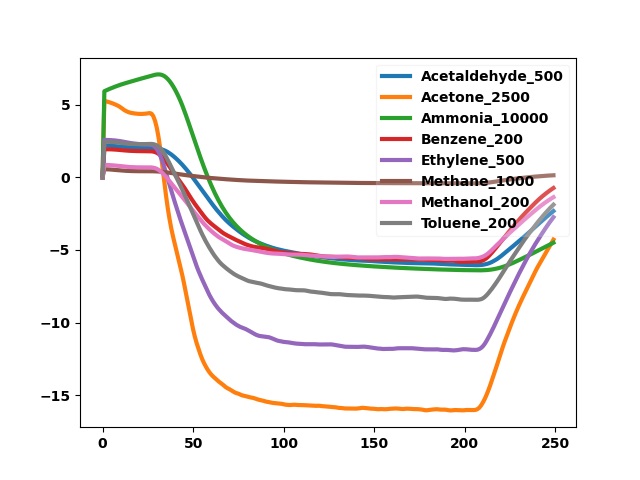 Acetaldehyde_500
Acetone_2500
Ammonia_10000
Benzene_200
Ethylene_500
Methane_1000
Methanol_200
Toluene_200
5
0
−5
−10
−15
0 50 100 150 200 250